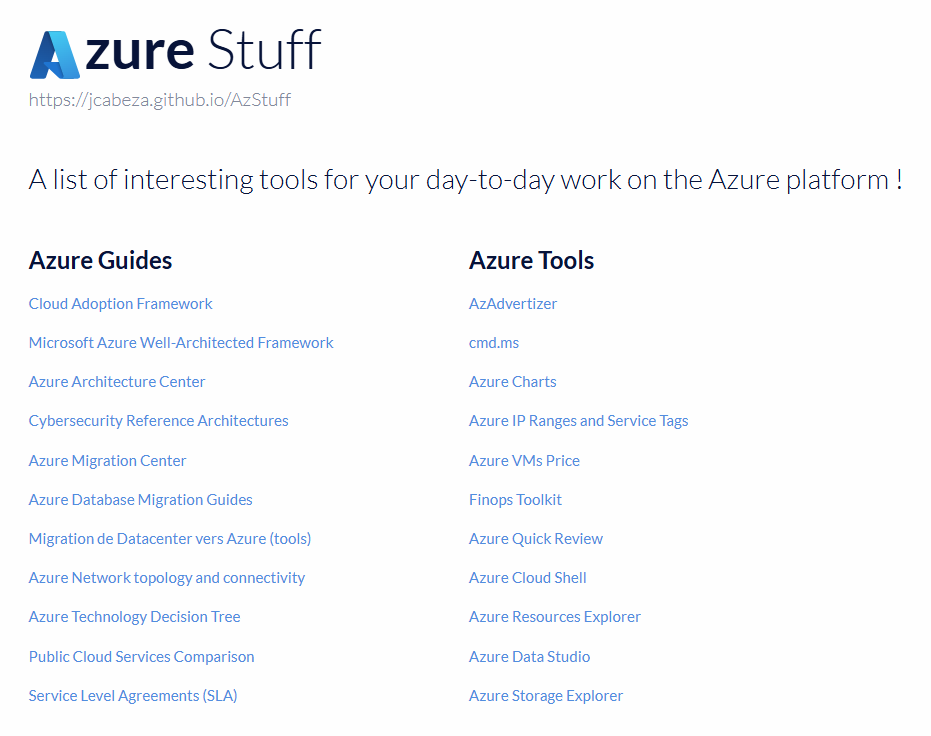 Azure Stuff
https://jcabeza.github.io/AzStuff
A list of interesting tools for your day-to-day work on the Azure platform !
Azure Guides
Cloud Adoption Framework
Microsoft Azure Well-Architected Framework
Azure Architecture Center
Cybersecurity Reference Architectures
Azure Migration Center
Azure Database Migration Guides
Migration de Datacenter vers Azure (tools)
Azure Network topology and connectivity
Azure Technology Decision Tree
Public Cloud Services Comparison
Service Level Agreements (SLA)
Azure Tools
AzAdvertizer
cmd.ms
Azure Charts
Azure IP Ranges and Service Tags
Azure VMs Price
Finops Toolkit
Azure Quick Review
Azure Cloud Shell
Azure Resources Explorer
Azure Data Studio
Azure Storage Explorer